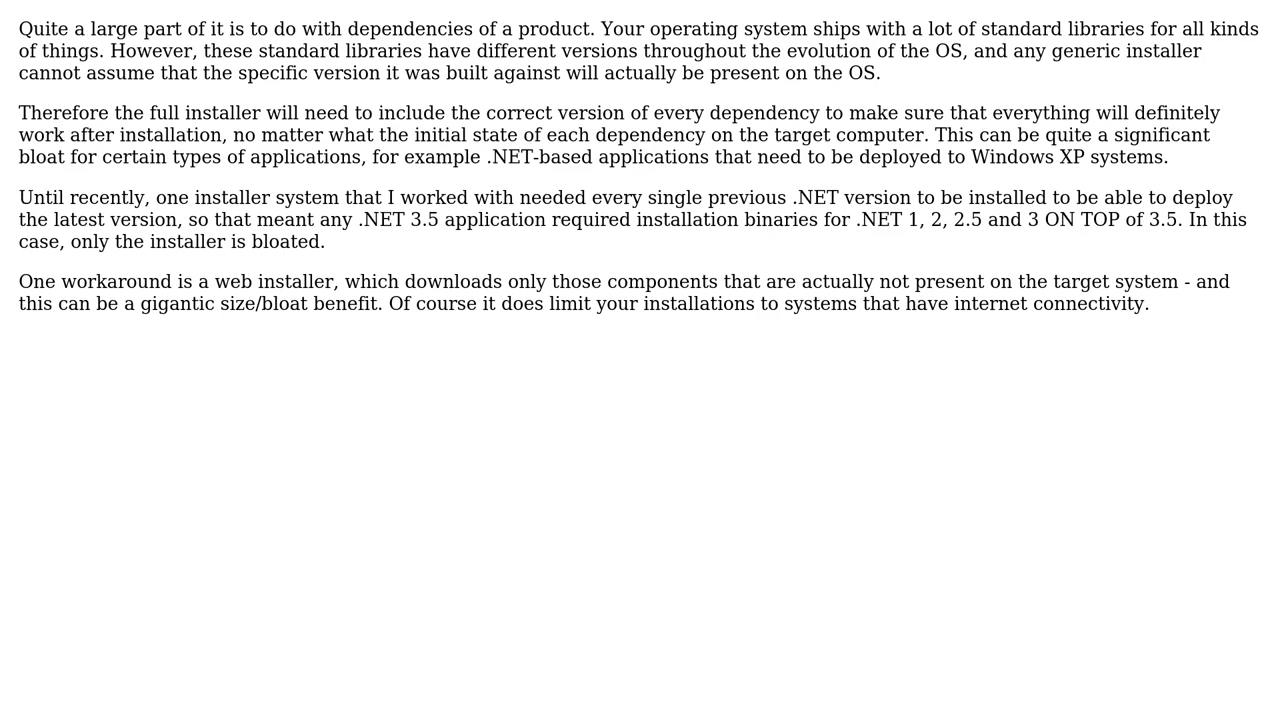 Quite a large part of it is to do with dependencies of a product. Your operating system ships with a lot of standard libraries for all kinds
of things. However, these standard libraries have different versions throughout the evolution of the OS, and any generic installer
cannot assume that the specific version it was built against will actually be present on the OS.
Therefore the full installer will need to include the correct version of every dependency to make sure that everything will definitely
work after installation, no matter what the initial state of each dependency on the target computer. This can be quite a significant
bloat for certain types of applications, for example .NET-based applications that need to be deployed to Windows XP systems.
Until recently, one installer system that I worked with needed every single previous .NET version to be installed to be able to deploy
the latest version, so that meant any .NET 3.5 application required installation binaries for .NET 1, 2, 2.5 and 3 ON TOP of 3.5. In this
case, only the installer is bloated.
One workaround is a web installer, which downloads only those components that are actually not present on the target system - and
this can be a gigantic size/bloat benefit. Of course it does limit your installations to systems that have internet connectivity.